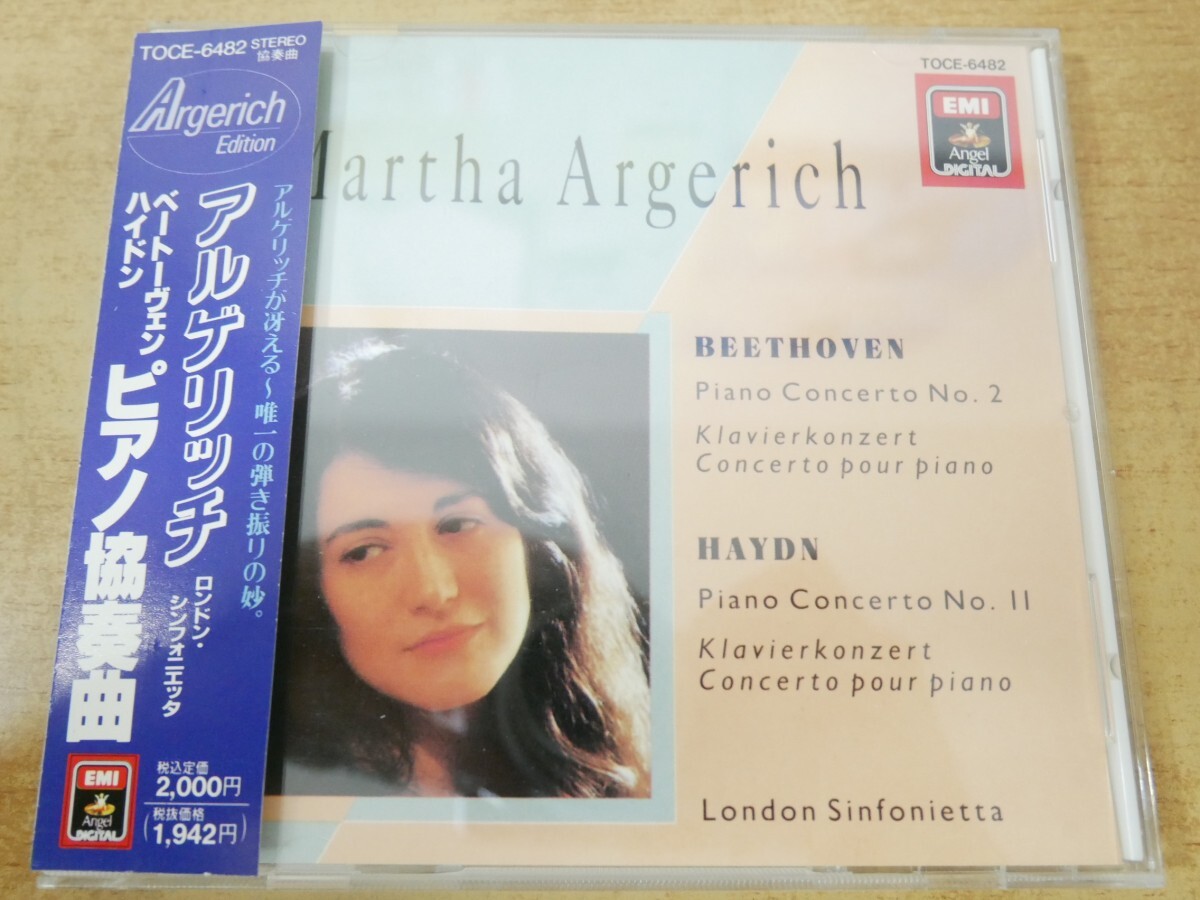 TOCE-6482 STEREO
協奏曲
Argerich
Edition
アルゲリッチが冴える～唯一の弾き振りの妙。
アルゲリッチ
ロンドン・
シンフォニエッタ
ベートーヴェン
ハイドン
ピアノ協奏曲
EMI
Angel
DIGITAL
税込定価
2,000円
税抜価格
(1,942円)
TOCE-6482
EMI
Angel
DIGITAL
Martha Argerich
BEETHOVEN
Piano Concerto No. 2
Klavierkonzert
Concerto pour piano
HAYDN
Piano Concerto No. 11
Klavierkonzert
Concerto pour piano
London Sinfonietta